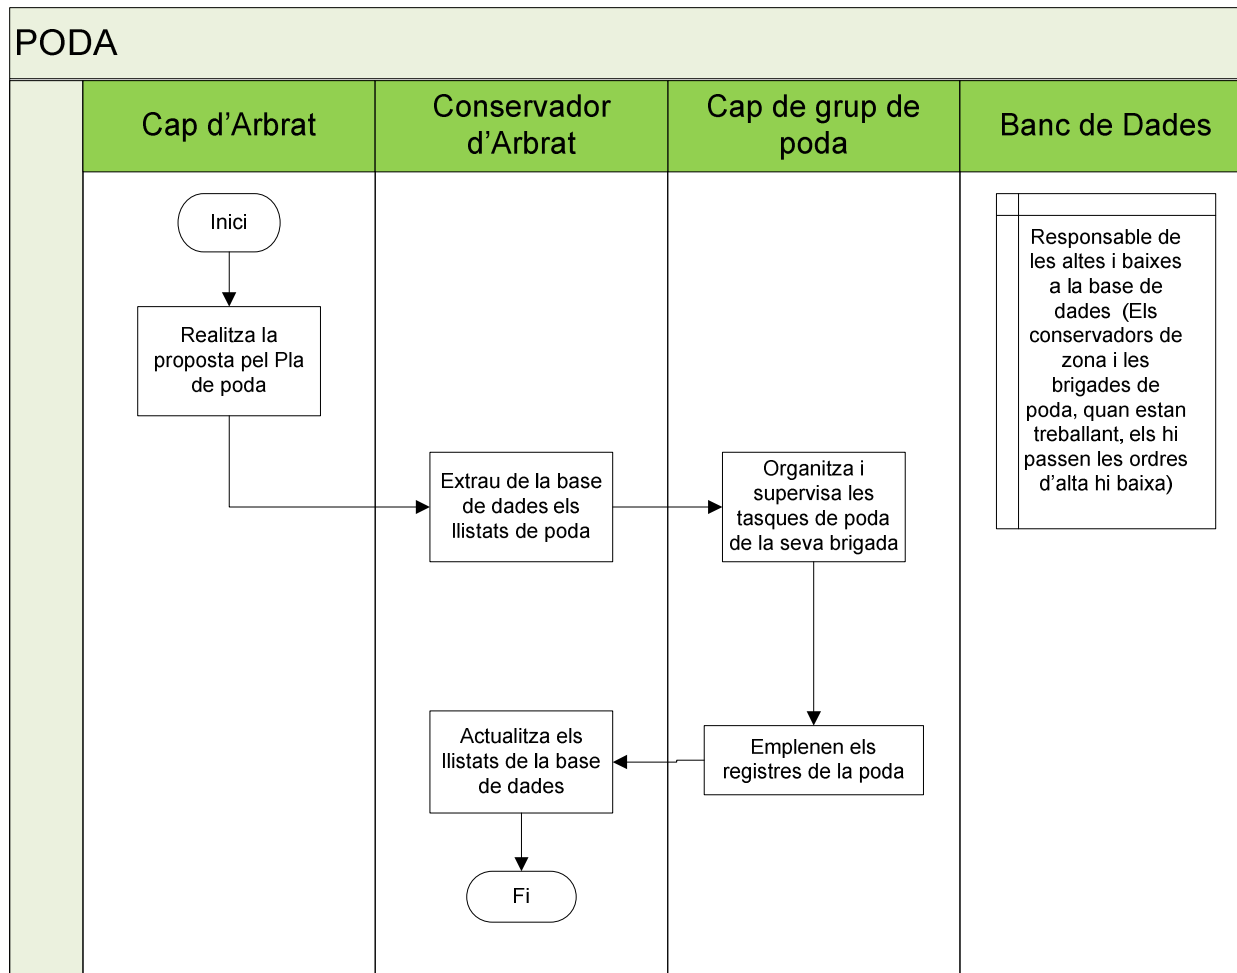 PODA
Cap d'Arbrat
Conservador
d'Arbrat
Cap de grup de
poda
Banc de Dades
Inici
Realitza la
proposta pel Pla
de poda
Extrau de la base
de dades els
llistats de poda
Organitza i
supervisa les
tasques de poda
de la seva brigada
Responsable de
les altes i baixes
a la base de
dades (Els
conservadors de
zona i les
brigades de
poda, quan estan
treballant, els hi
passen les ordres
d'alta hi baixa)
Actualitza els
llistats de la base
de dades
Emplenen els
registres de la poda
Fi